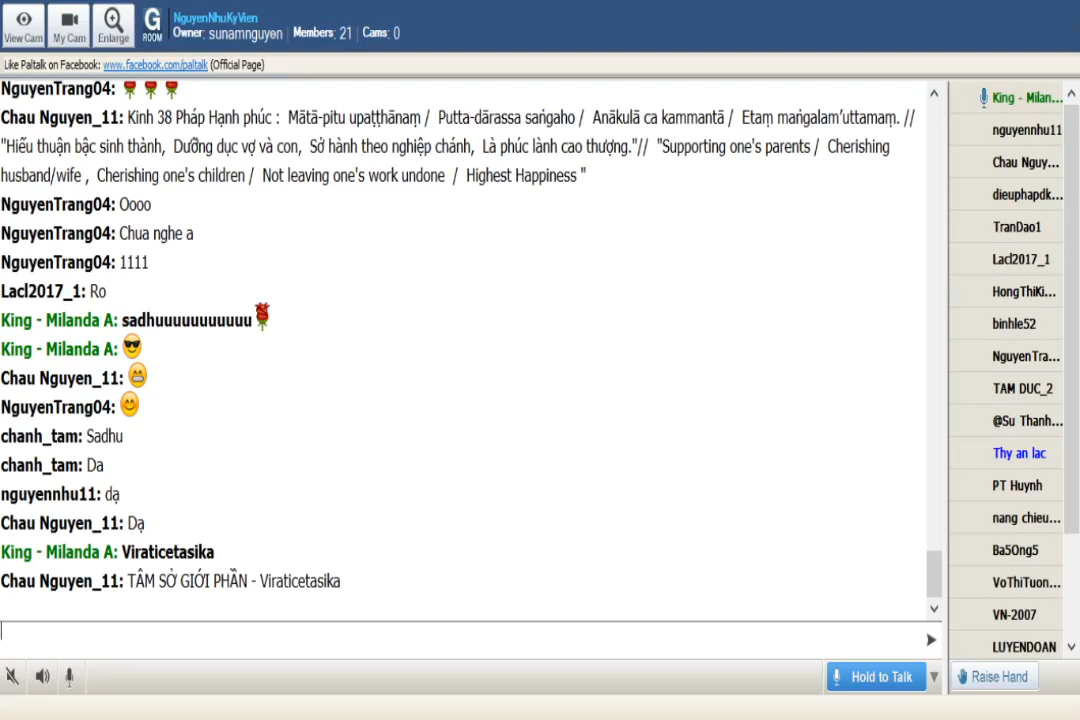 View Cam
My Cam
Enlarge
G
ROOM
NguyenNhuKyVien
Owner: sunamnguyen | Members: 21 | Cams: 0
Like Paltalk on Facebook: www.facebook.com/paltalk (Official Page)
NguyenTrang04:
Chau Nguyen_11: Kinh 38 Pháp Hạnh phúc : Mātā-pitu upaṭṭhānaṃ / Putta-dārassa saṅgaho / Anākulā ca kammantā / Etaṃ maṅgalam'uttamaṃ. //
"Hiếu thuận bậc sinh thành, Dưỡng dục vợ và con, Sở hành theo nghiệp chánh, Là phúc lành cao thượng."// "Supporting one's parents / Cherishing
husband/wife , Cherishing one's children / Not leaving one's work undone / Highest Happiness "
NguyenTrang04: Oooo
NguyenTrang04: Chua nghe a
NguyenTrang04: 1111
Lacl2017_1: Ro
King - Milanda A: sadhuuuuuuuuuuu
King - Milanda A:
Chau Nguyen_11:
NguyenTrang04:
chanh_tam: Sadhu
chanh_tam: Da
nguyennhu11: dạ
Chau Nguyen_11: Dạ
King - Milanda A: Viraticetasika
Chau Nguyen_11: TÂM SỞ GIỚI PHẦN - Viraticetasika
King - Milan...
nguyennhu11
Chau Nguy...
dieuphapdk...
TranDao1
Lacl2017_1
HongThiKi...
binhle52
NguyenTra...
TAM DUC_2
@Su Thanh...
Thy an lac
PT Huynh
nang chieu...
Ba5Ong5
VoThiTuon...
VN-2007
LUYENDOAN
Hold to Talk
Raise Hand